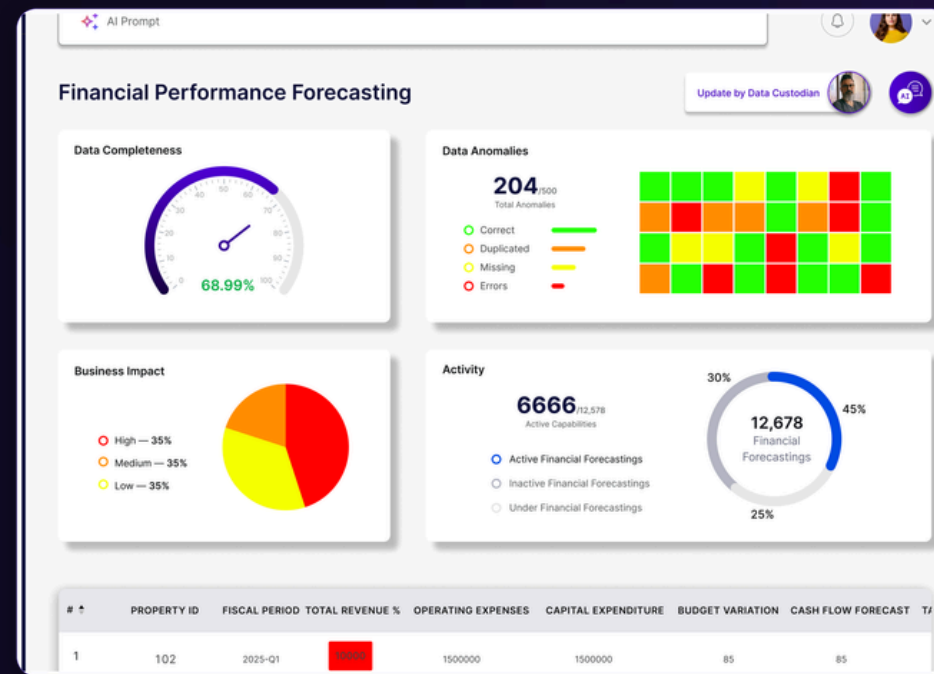 AI Prompt
Financial Performance Forecasting
Update by Data Custodian
AI
Data Completeness
0
10
20
30
40
50
60
70
80
90
100
68.99%
Data Anomalies
204/500
Total Anomalies
Correct
Duplicated
Missing
Errors
Business Impact
High — 35%
Medium — 35%
Low — 35%
Activity
6666/12,578
Active Capabilities
Active Financial Forecastings
Inactive Financial Forecastings
Under Financial Forecastings
30%
45%
25%
12,678
Financial
Forecastings
# PROPERTY ID FISCAL PERIOD TOTAL REVENUE % OPERATING EXPENSES CAPITAL EXPENDITURE BUDGET VARIATION CASH FLOW FORECAST
1 102 2025-Q1 1500000 1500000 85 85